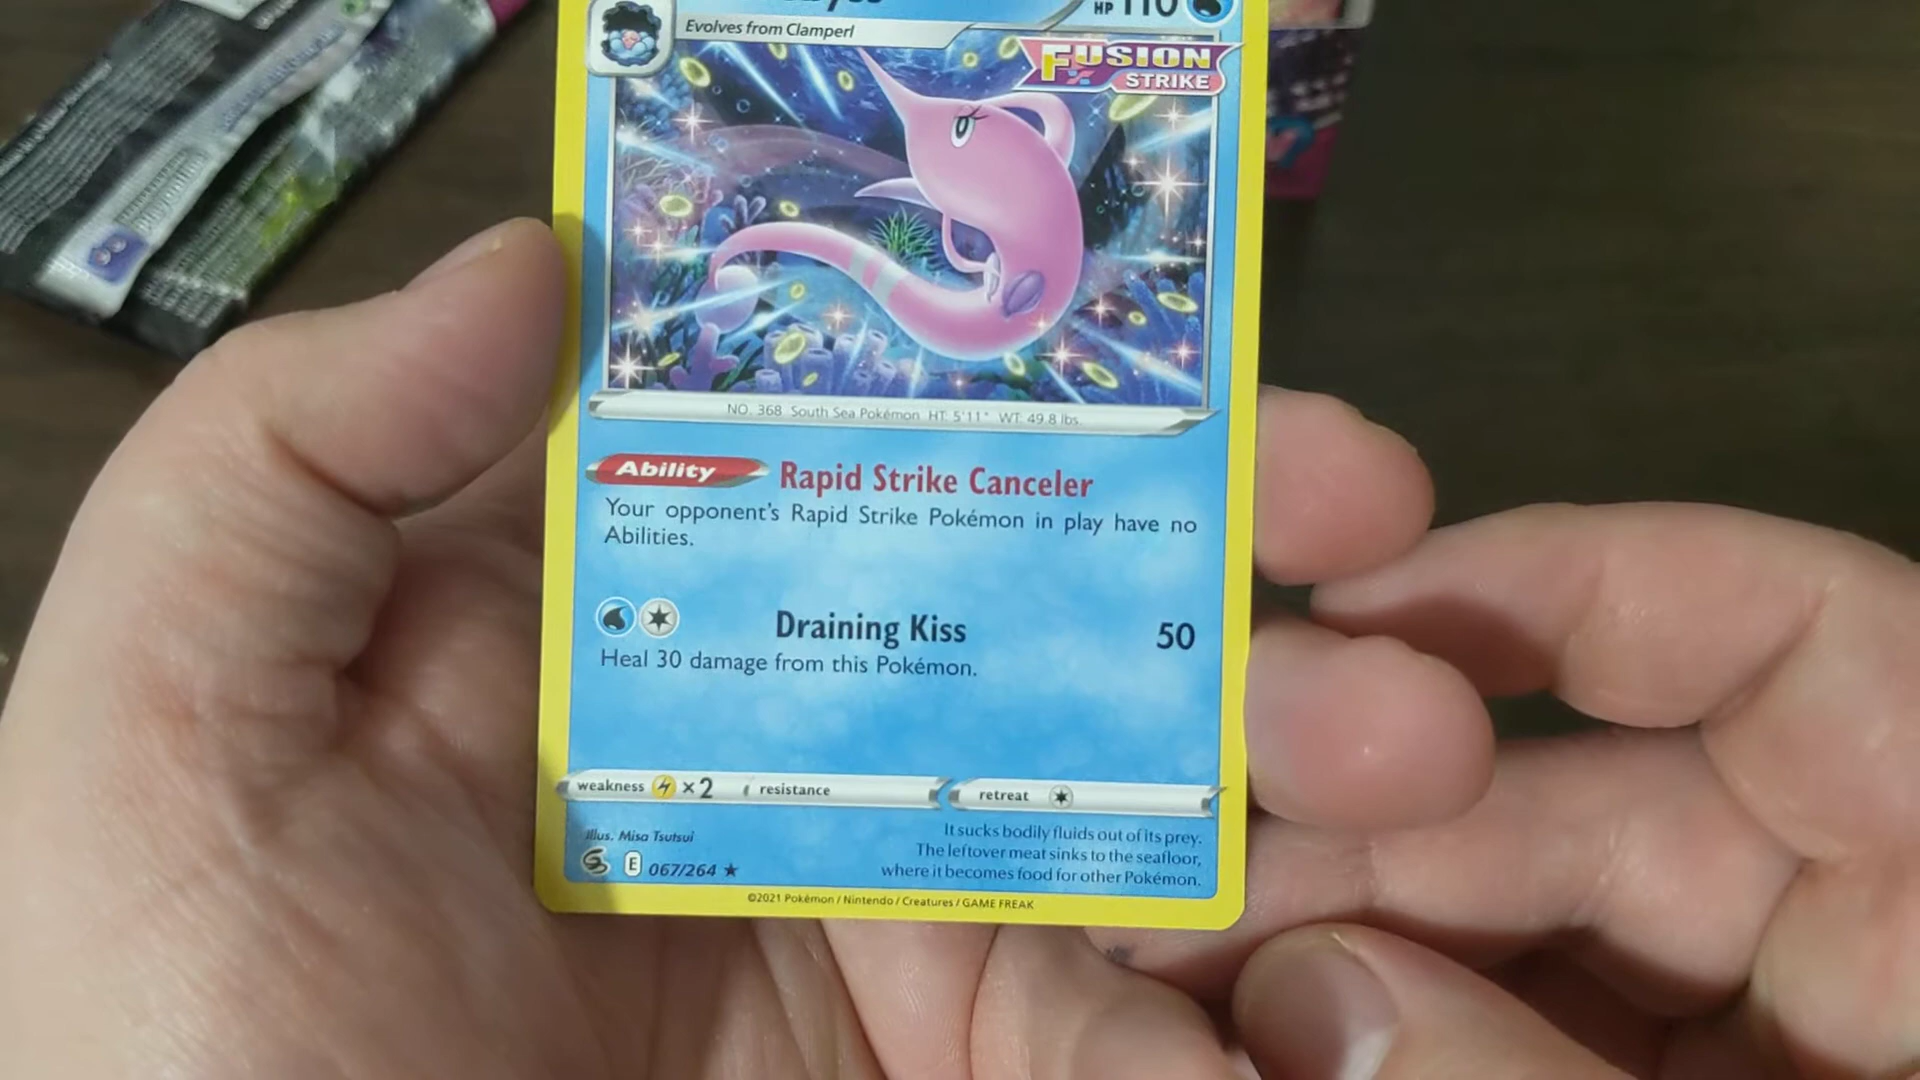 HP 110
Evolves from Clamperl
FUSION
STRIKE
NO. 368 South Sea Pokémon HT: 5'11" WT: 49.8 lbs.
Ability Rapid Strike Canceler
Your opponent's Rapid Strike Pokémon in play have no
Abilities.
Draining Kiss 50
Heal 30 damage from this Pokémon.
weakness ×2 resistance retreat
Illus. Misa Tsutsui
It sucks bodily fluids out of its prey.
The leftover meat sinks to the seafloor,
where it becomes food for other Pokémon.
E 067/264 ★
©2021 Pokémon / Nintendo / Creatures / GAME FREAK